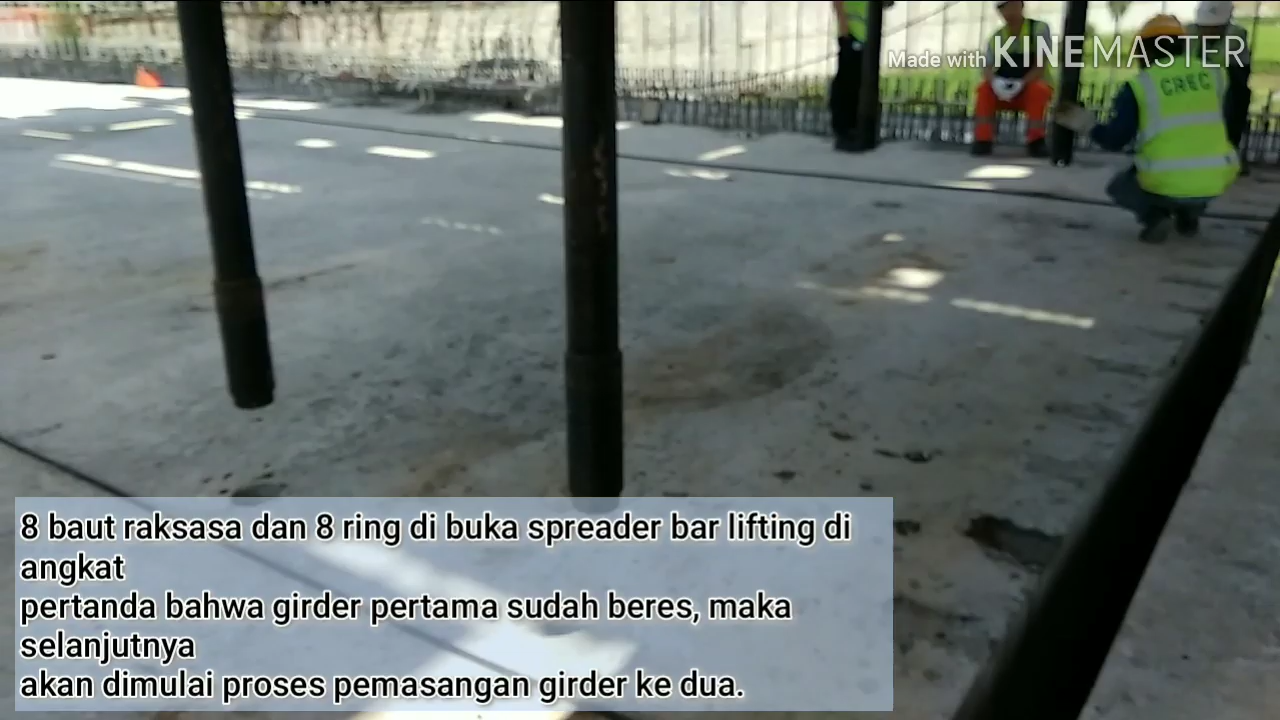 Made with KINEMASTER
CREC
8 baut raksasa dan 8 ring di buka spreader bar lifting di
angkat
pertanda bahwa girder pertama sudah beres, maka
selanjutnya
akan dimulai proses pemasangan girder ke dua.